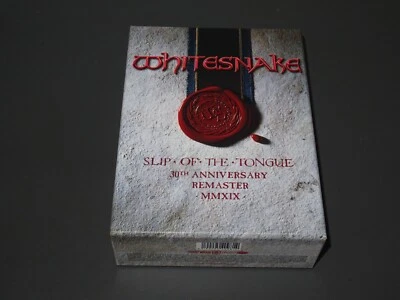 WHITESNAKE
SLIP · OF · THE · TONGUE
30TH ANNIVERSARY
REMASTER
· MMXIX ·